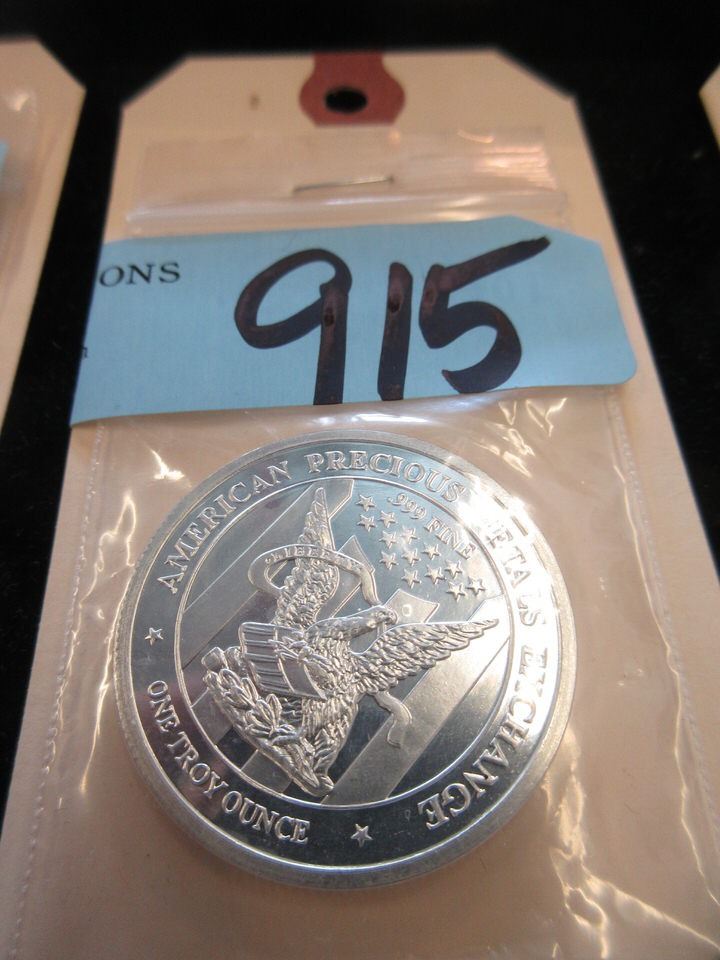 ONS
915
AMERICAN PRECIOUS METALS EXCHANGE
.999 FINE
LIBERTY
ONE TROY OUNCE